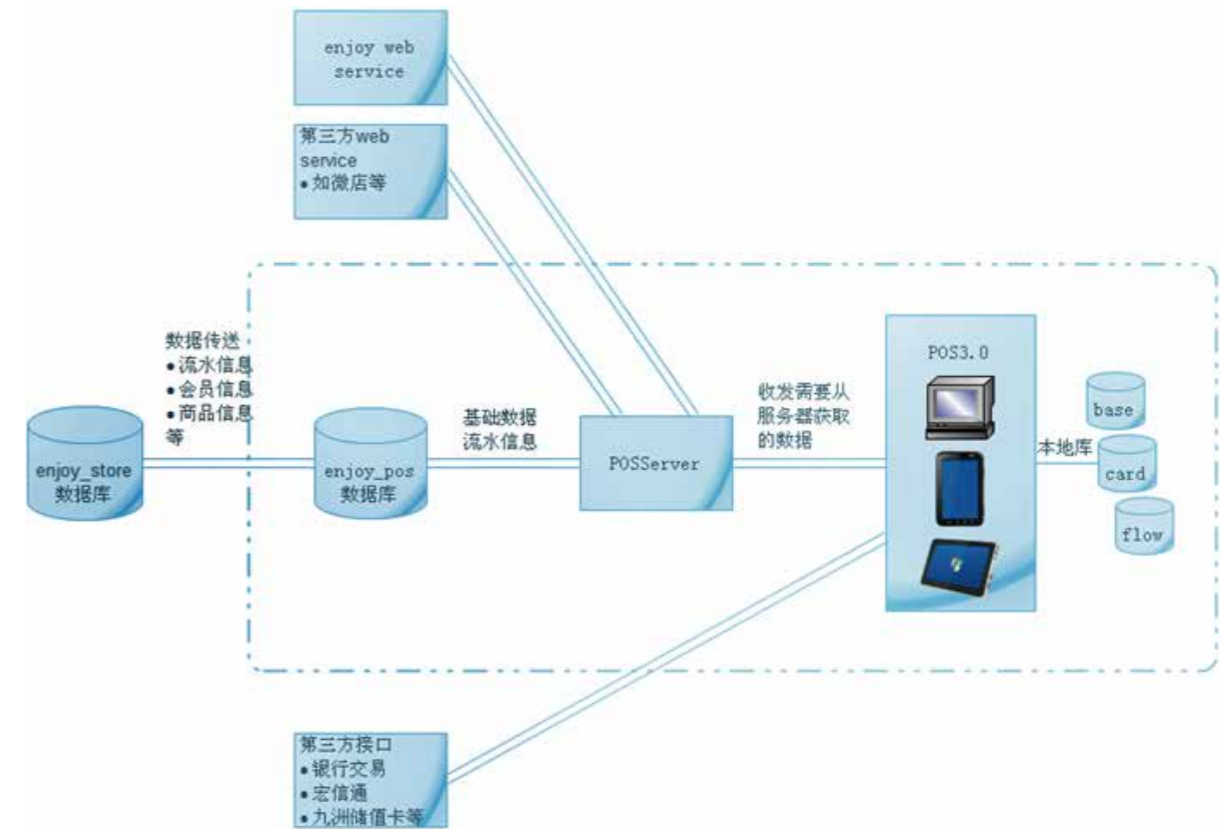 enjoy web
service
第三方web
service
●如微店等
数据传送
●流水信息
●会员信息
●商品信息
等
enjoy_store
数据库
enjoy_pos
数据库
基础数据
流水信息
POSServer
收发需要从
服务器获取
的数据
POS3.0
本地库
base
card
flow
第三方接口
●银行交易
●宏信通
●九洲储值卡等